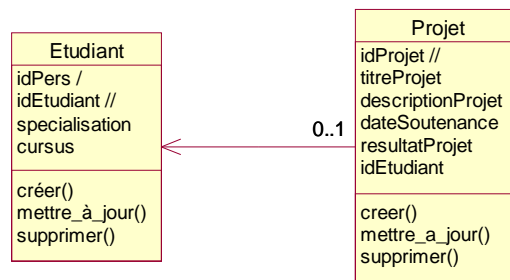 Etudiant
idPers /
idEtudiant //
specialisation
cursus
créer()
mettre_à_jour()
supprimer()
0..1
Projet
idProjet //
titreProjet
descriptionProjet
dateSoutenance
resultatProjet
idEtudiant
creer()
mettre_a_jour()
supprimer()